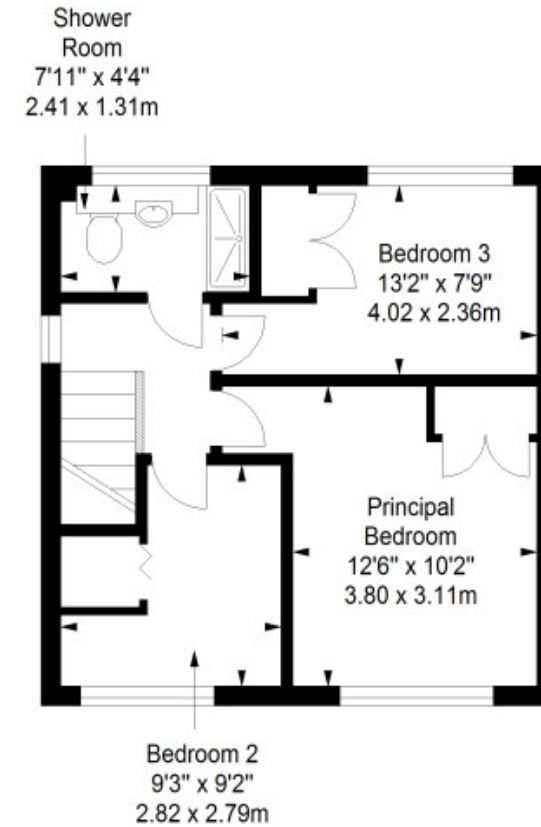 Shower
Room
7'11" x 4'4"
2.41 x 1.31m
Bedroom 3
13'2" x 7'9"
4.02 x 2.36m
Principal
Bedroom
12'6" x 10'2"
3.80 x 3.11m
Bedroom 2
9'3" x 9'2"
2.82 x 2.79m